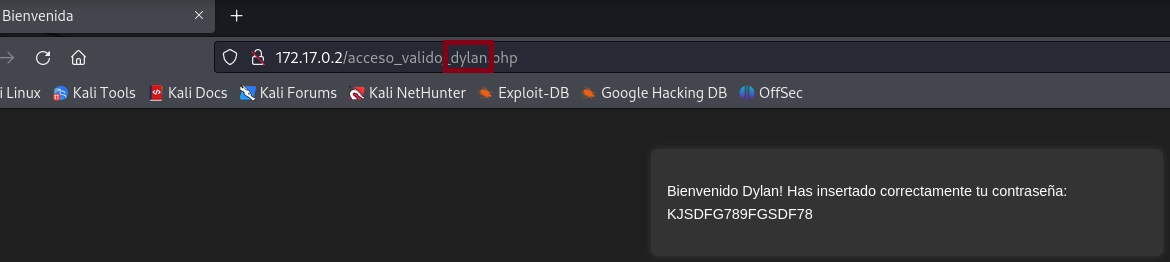 Bienvenida
172.17.0.2/acceso_valido_dylan.php
i Linux Kali Tools Kali Docs Kali Forums Kali NetHunter Exploit-DB Google Hacking DB OffSec
Bienvenido Dylan! Has insertado correctamente tu contraseña:
KJSDFG789FGSDF78